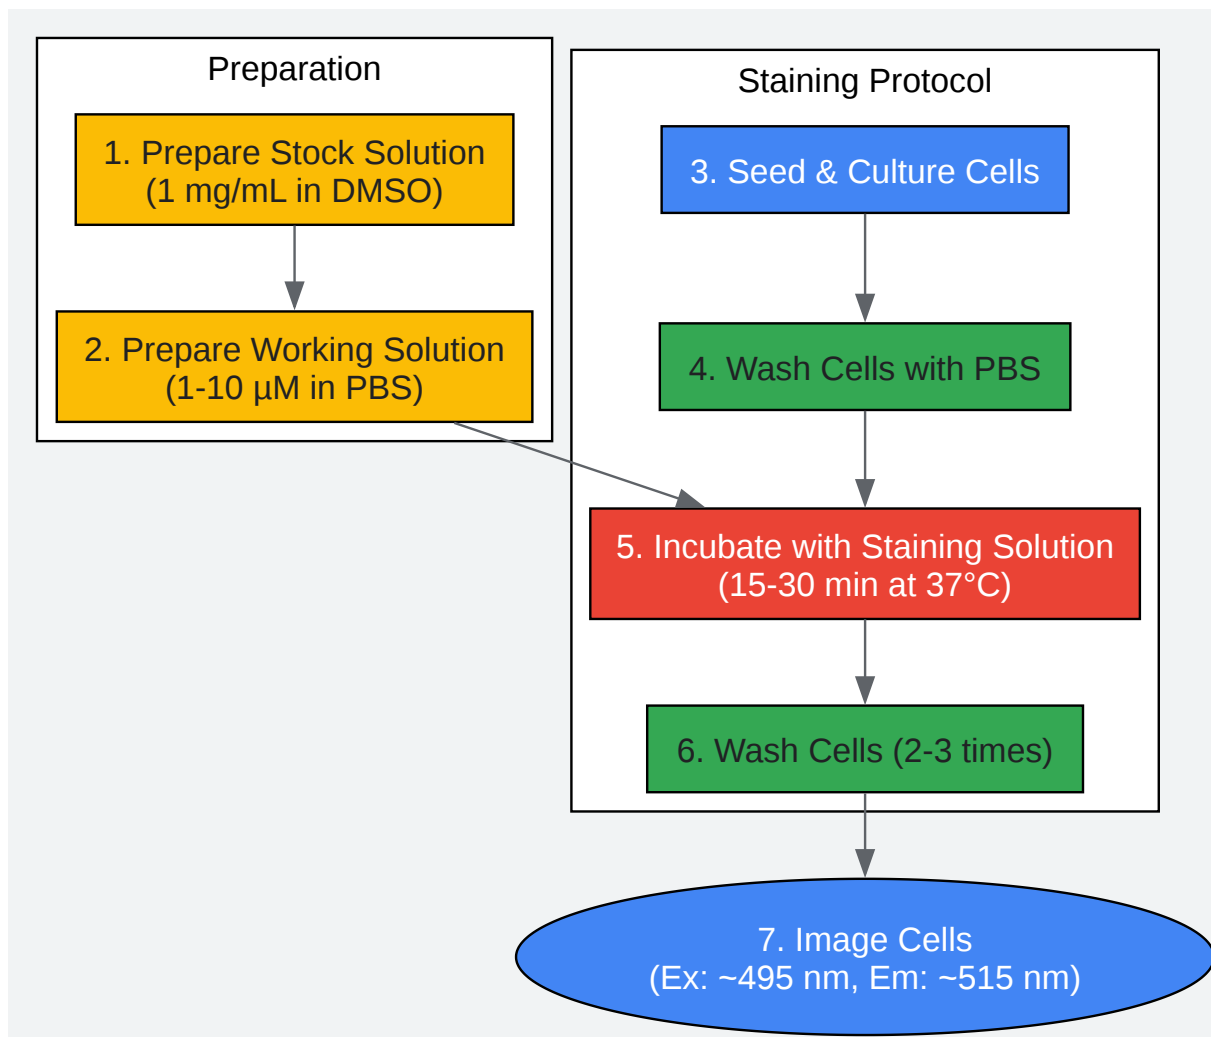 Preparation
1. Prepare Stock Solution
(1 mg/mL in DMSO)
2. Prepare Working Solution
(1-10 µM in PBS)
Staining Protocol
3. Seed & Culture Cells
4. Wash Cells with PBS
5. Incubate with Staining Solution
(15-30 min at 37°C)
6. Wash Cells (2-3 times)
7. Image Cells
(Ex: ~495 nm, Em: ~515 nm)